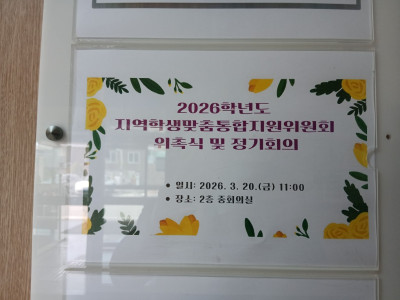 2026학년도
지역학생맞춤통합지원위원회
위촉식 및 정기회의
• 일시: 2026. 3. 20.(금) 11:00
• 장소: 2층 중회의실